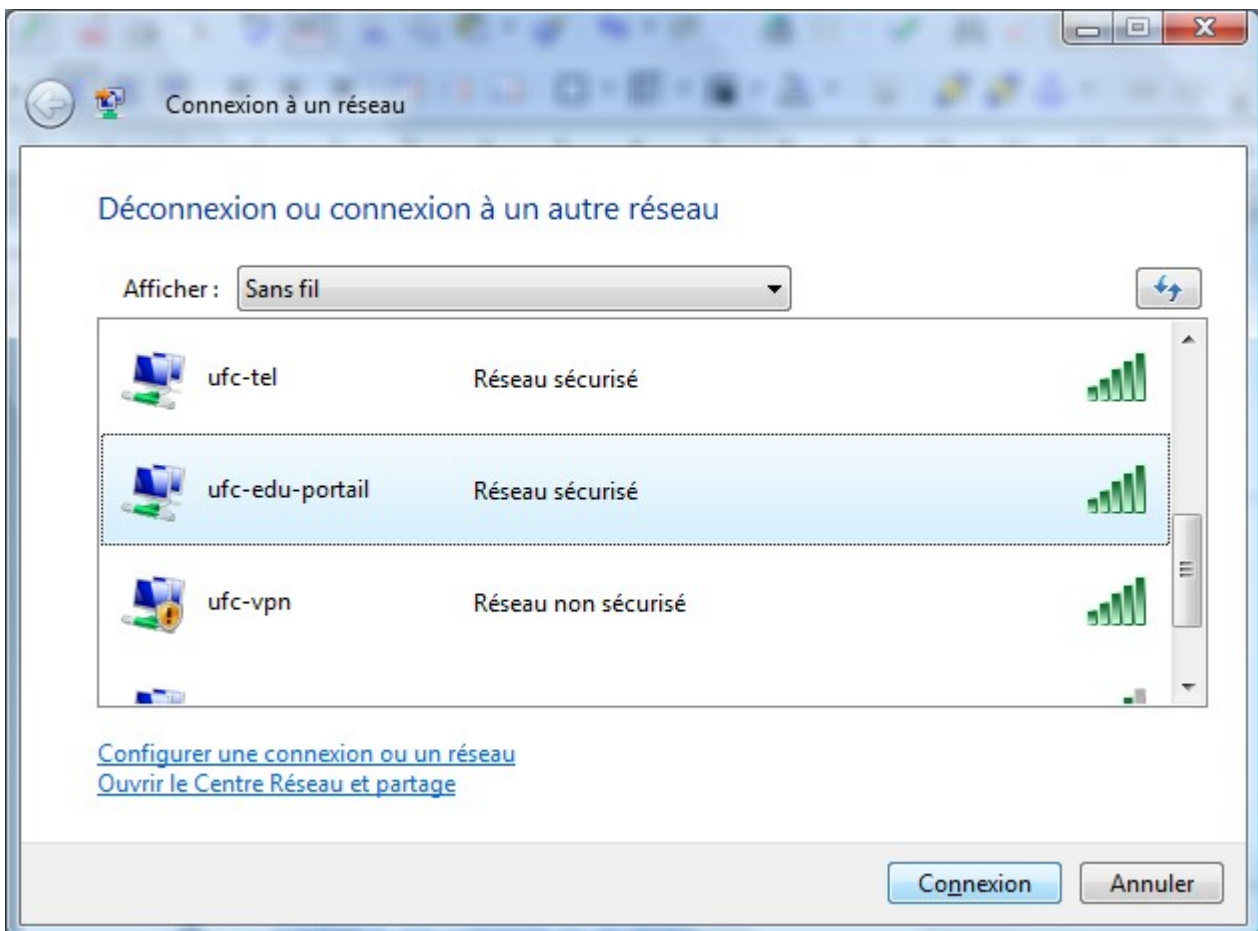 Connexion à un réseau
Déconnexion ou connexion à un autre réseau
Afficher : Sans fil
ufc-tel Réseau sécurisé
ufc-edu-portail Réseau sécurisé
ufc-vpn Réseau non sécurisé
Configurer une connexion ou un réseau
Ouvrir le Centre Réseau et partage
Connexion Annuler